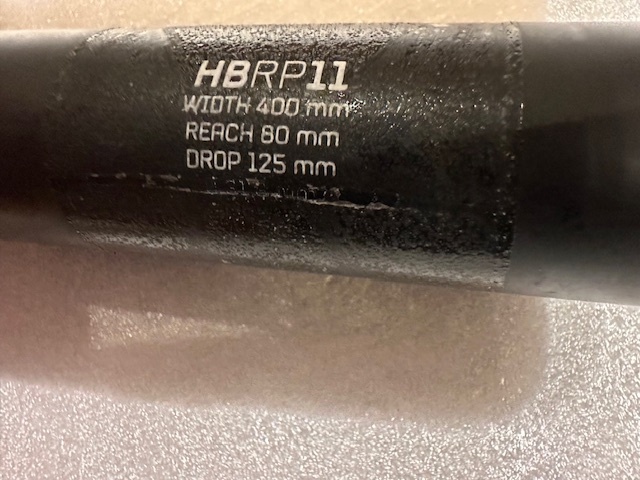 HBRP11
WIDTH 400 mm
REACH 80 mm
DROP 125 mm